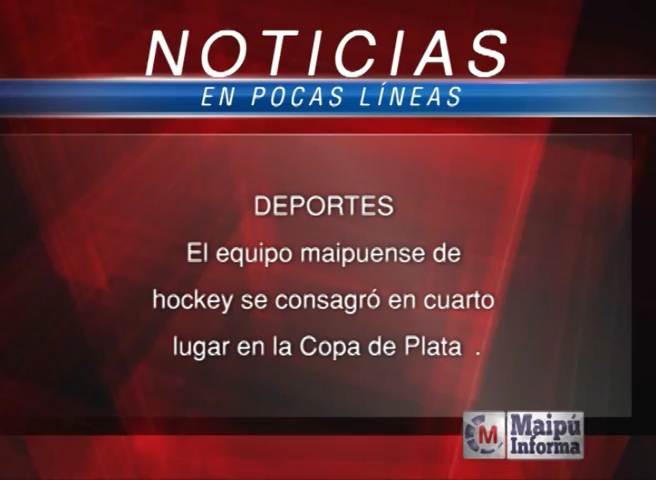 NOTICIAS
EN POCAS LÍNEAS
DEPORTES
El equipo maipuense de
hockey se consagró en cuarto
lugar en la Copa de Plata .
M
Maipú
Informa